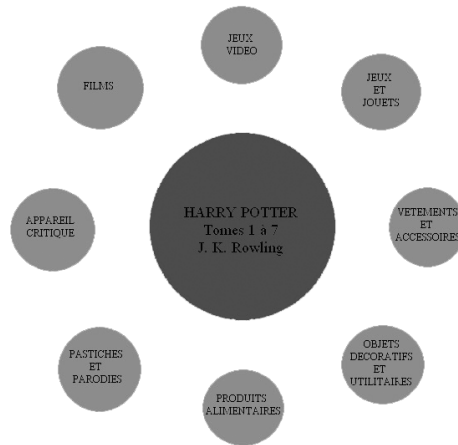 JEUX
VIDEO
FILMS
JEUX
ET
JOUETS
HARRY POTTER
Tomes 1 à 7
J. K. Rowling
APPAREIL
CRITIQUE
VETEMENTS
ET
ACCESSOIRES
PASTICHES
ET
PARODIES
OBJETS
DECORATIFS
ET
UTILITAIRES
PRODUITS
ALIMENTAIRES